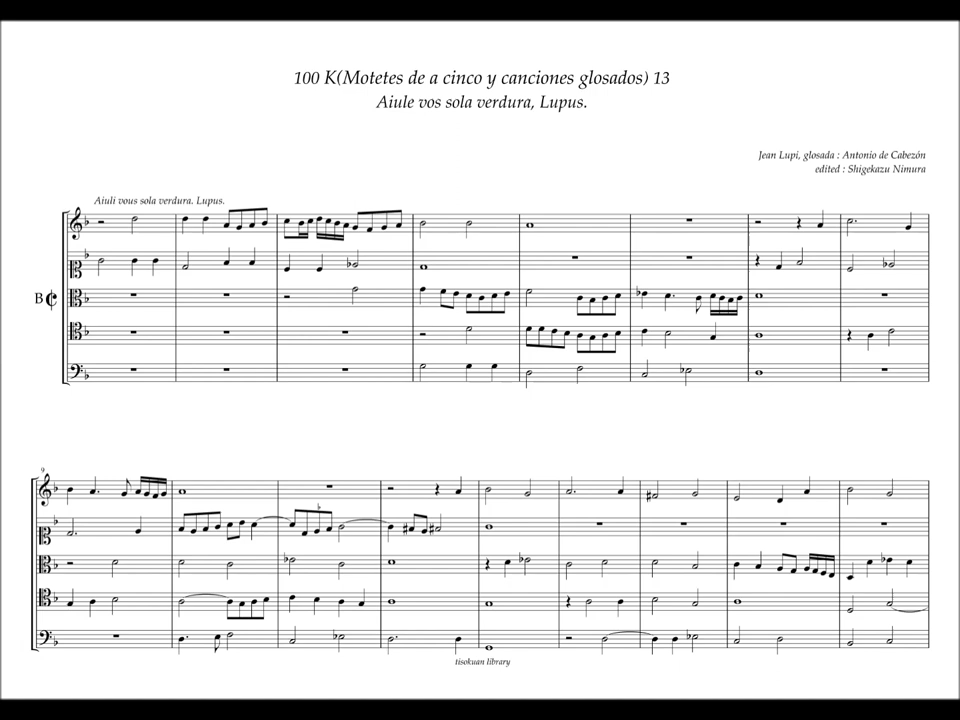 100 K(Motetes de a cinco y canciones glosados) 13
Aiule vos sola verdura, Lupus.
Jean Lupi, glosada : Antonio de Cabezón
edited : Shigekazu Nimura
Aiuli vous sola verdura. Lupus.
B
9
tisokuan library